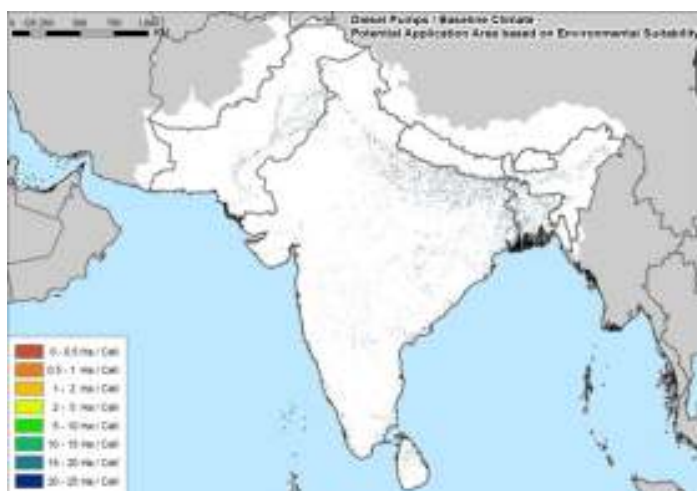 Diesel Pumps / Baseline Climate
Potential Application Area based on Environmental Suitability
0 - 0.5 Ha / Cell
0.5 - 1 Ha / Cell
1 - 2 Ha / Cell
2 - 5 Ha / Cell
5 - 10 Ha / Cell
10 - 15 Ha / Cell
15 - 20 Ha / Cell
20 - 25 Ha / Cell